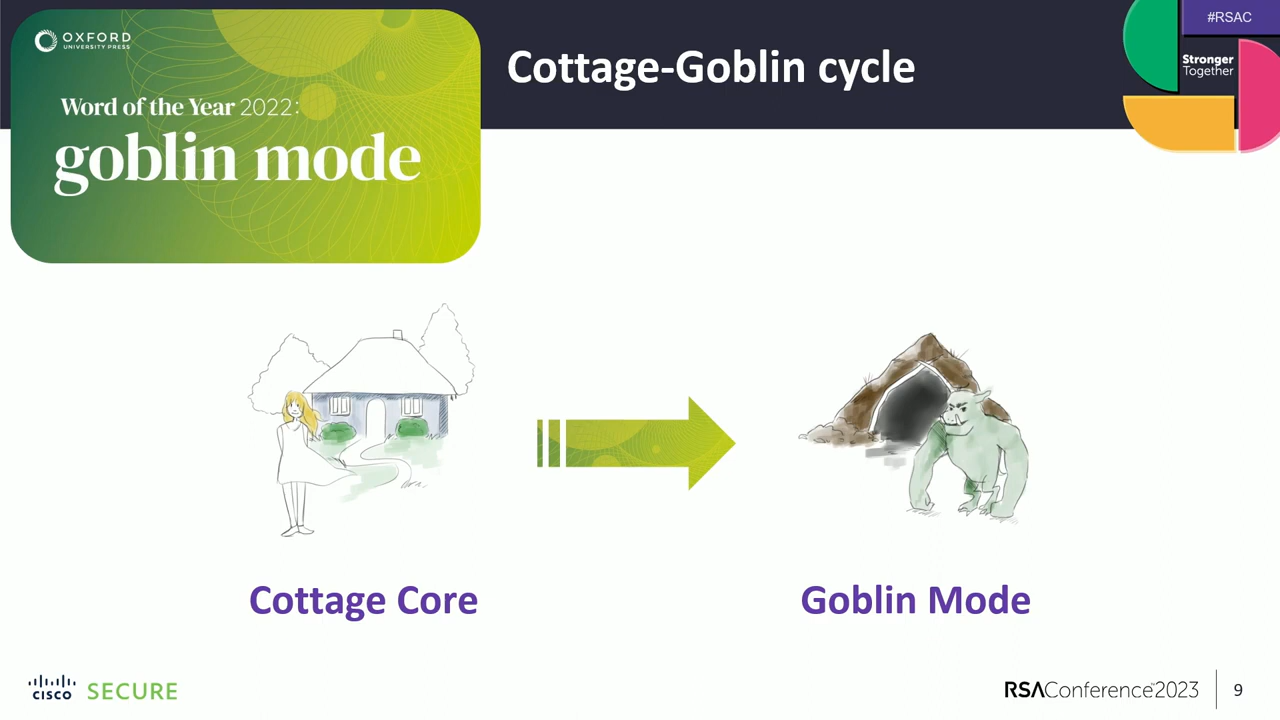 OXFORD
UNIVERSITY PRESS
Word of the Year 2022:
goblin mode
Cottage-Goblin cycle
#RSAC
Stronger
Together
Cottage Core
Goblin Mode
CISCO SECURE
RSAConference™2023
9